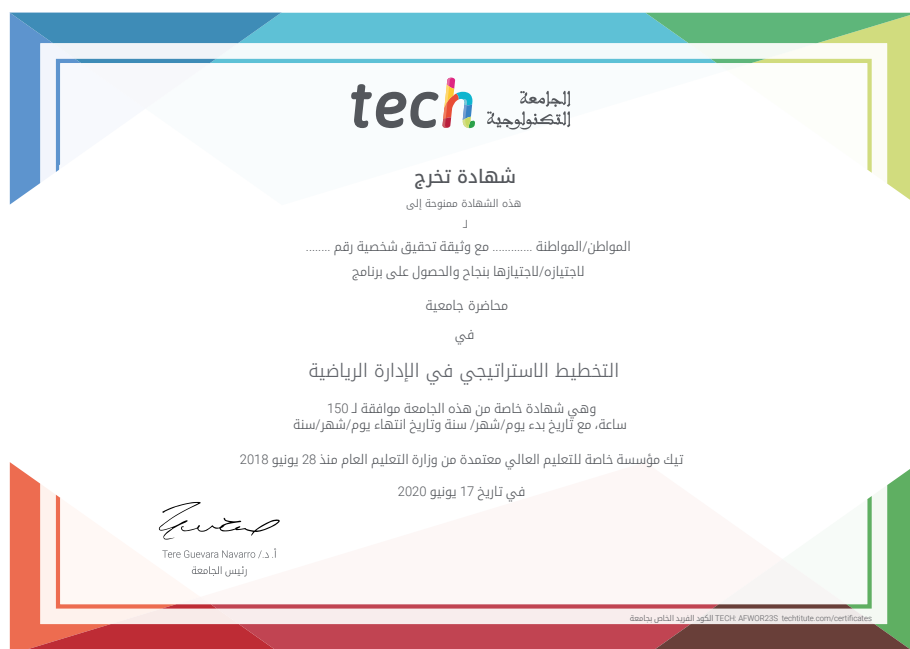 tech الجامعة
التكنولوجية
شهادة تخرج
هذه الشهادة ممنوحة إلى
لـ
المواطن/المواطنة ............ مع وثيقة تحقيق شخصية رقم ........
لاجتيازه/لاجتيازها بنجاح والحصول على برنامج
محاضرة جامعية
في
التخطيط الاستراتيجي في الإدارة الرياضية
وهي شهادة خاصة من هذه الجامعة موافقة لـ 150
ساعة، مع تاريخ بدء يوم/شهر/ سنة وتاريخ انتهاء يوم/شهر/سنة
تيك مؤسسة خاصة للتعليم العالي معتمدة من وزارة التعليم العام منذ 28 يونيو 2018
في تاريخ 17 يونيو 2020
أ. د./ Tere Guevara Navarro
رئيس الجامعة
الكود الفريد الخاص بجامعة TECH: AFWOR23S techtitute.com/certificates